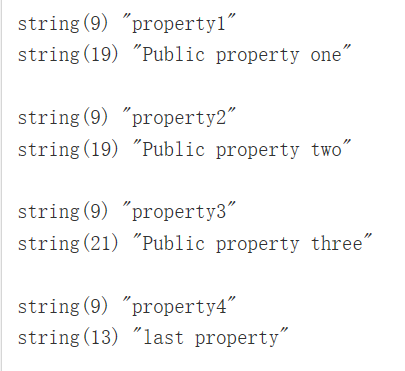 string(9) "property1"
string(19) "Public property one"
string(9) "property2"
string(19) "Public property two"
string(9) "property3"
string(21) "Public property three"
string(9) "property4"
string(13) "last property"